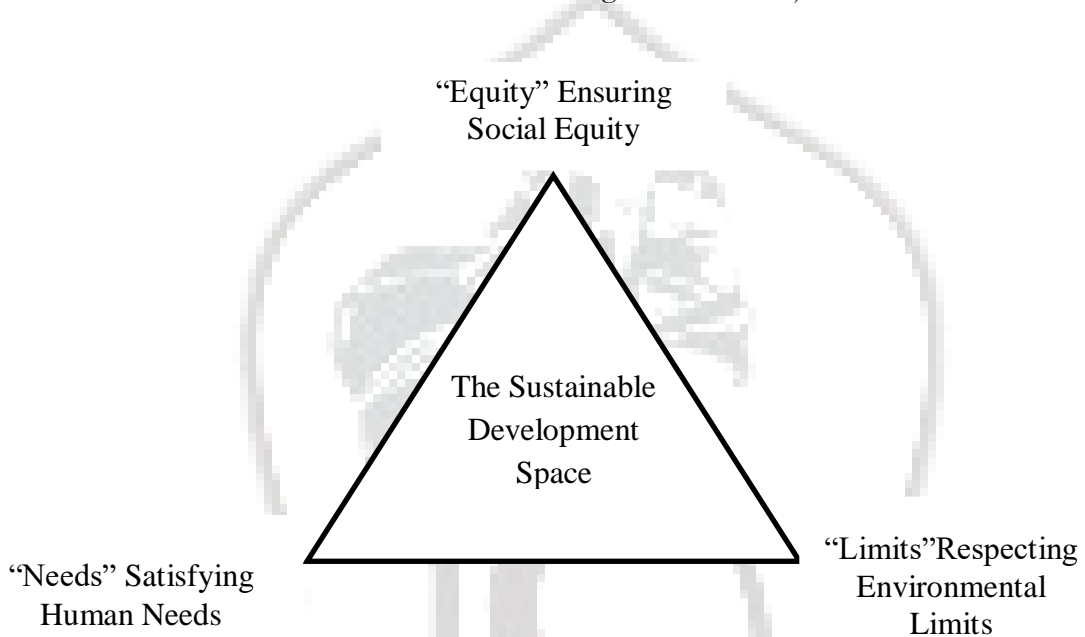 “Equity” Ensuring
Social Equity
The Sustainable
Development
Space
“Needs” Satisfying
Human Needs
“Limits”Respecting
Environmental
Limits